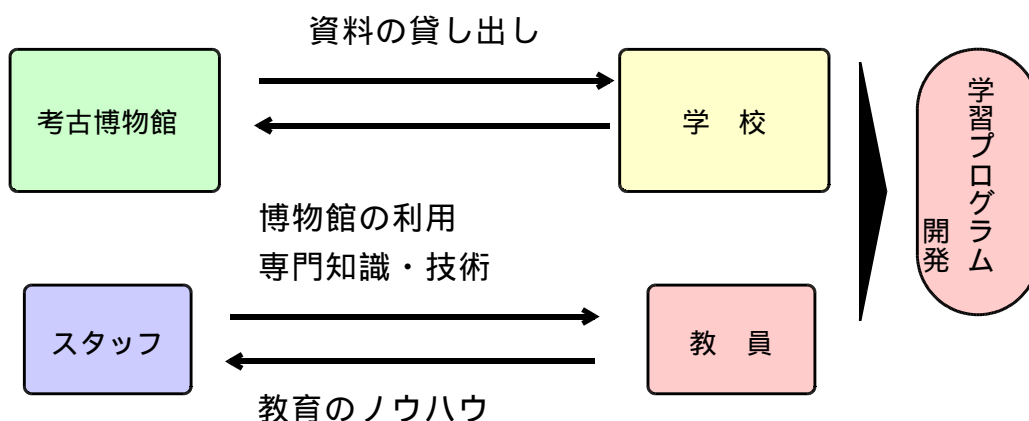 資料の貸し出し
考古博物館
学　校
博物館の利用
専門知識・技術
スタッフ
教　員
教育のノウハウ
学習プログラム
開発